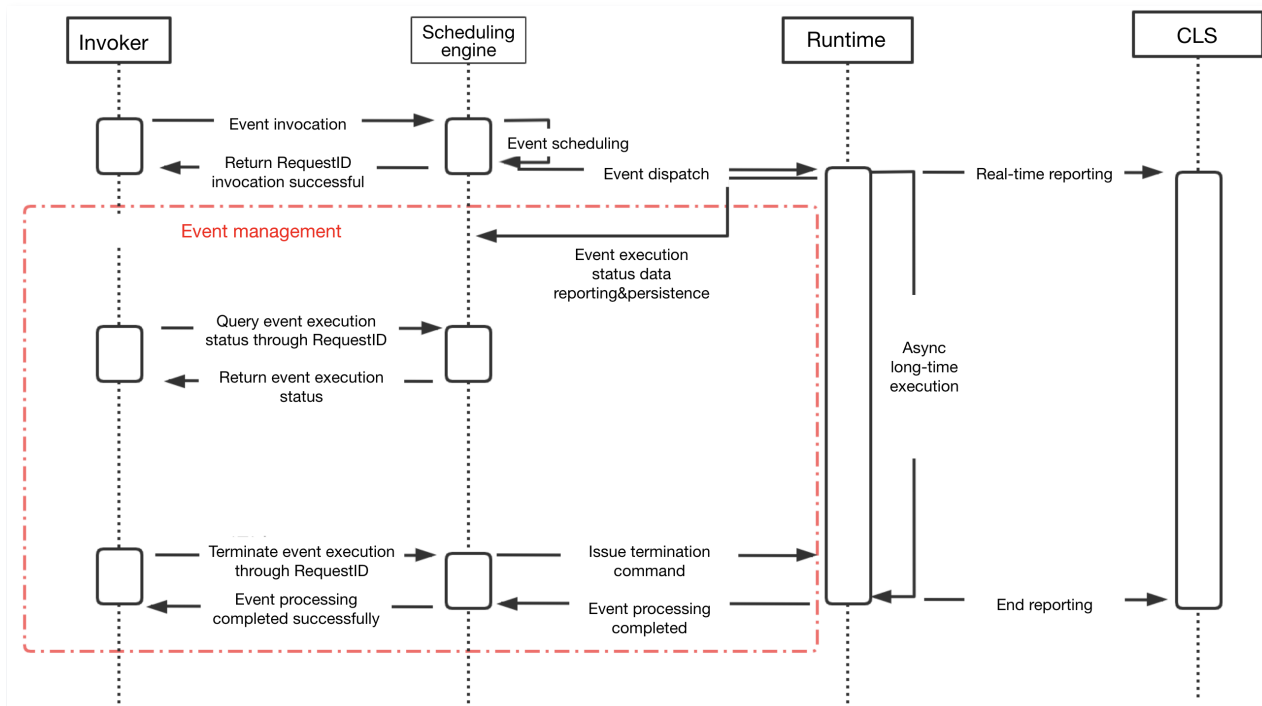 Invoker
Scheduling
engine
Runtime
CLS
Event invocation
Event scheduling
Return RequestID
invocation successful
Event dispatch
Real-time reporting
Event management
Event execution
status data
reporting&persistence
Query event execution
status through RequestID
Async
long-time
execution
Return event execution
status
Terminate event execution
through RequestID
Issue termination
command
Event processing
completed successfully
Event processing
completed
End reporting